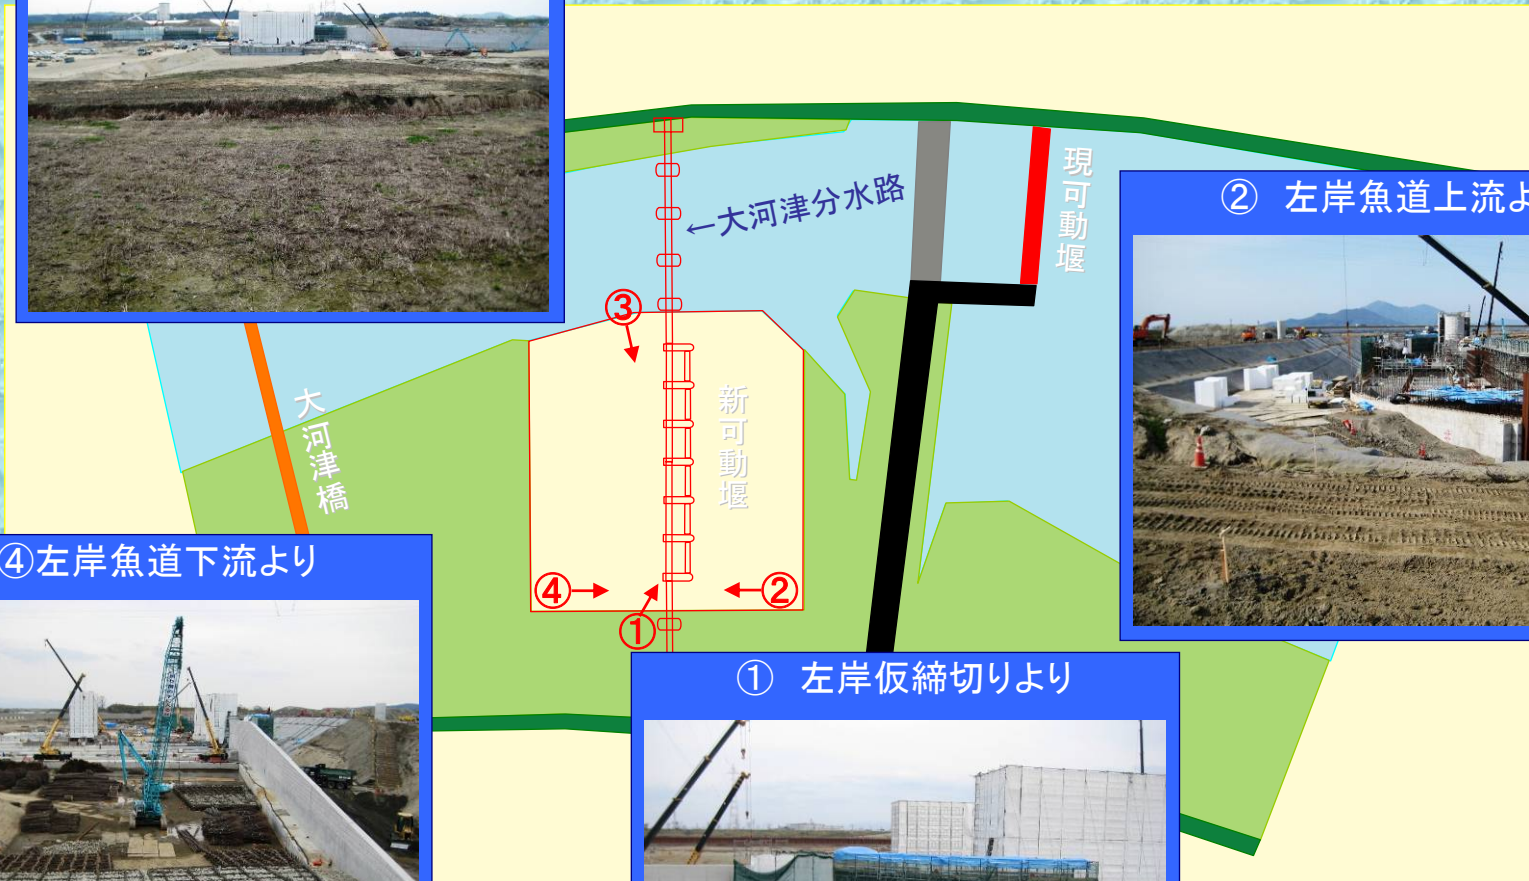 ←大河津分水路
現可動堰
② 左岸魚道上流よ
③
新可動堰
大河津橋
④左岸魚道下流より
④
②
①
① 左岸仮締切りより